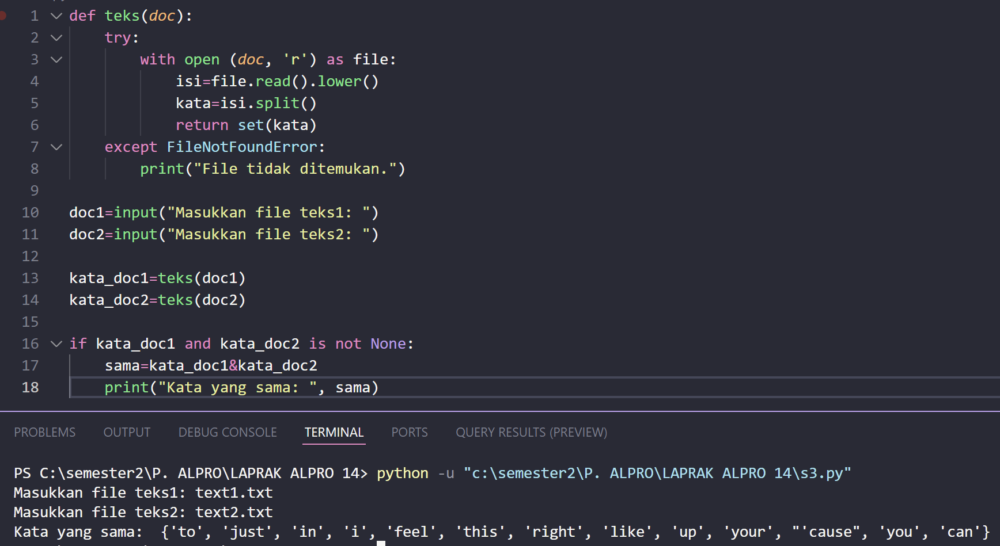 1 def teks(doc):
2     try:
3         with open (doc, 'r') as file:
4             isi=file.read().lower()
5             kata=isi.split()
6             return set(kata)
7     except FileNotFoundError:
8         print("File tidak ditemukan.")
9
10 doc1=input("Masukkan file teks1: ")
11 doc2=input("Masukkan file teks2: ")
12
13 kata_doc1=teks(doc1)
14 kata_doc2=teks(doc2)
15
16 if kata_doc1 and kata_doc2 is not None:
17     sama=kata_doc1&kata_doc2
18     print("Kata yang sama: ", sama)
PROBLEMS OUTPUT DEBUG CONSOLE TERMINAL PORTS QUERY RESULTS (PREVIEW)
PS C:\semester2\P. ALPRO\LAPRAK ALPRO 14> python -u "c:\semester2\P. ALPRO\LAPRAK ALPRO 14\s3.py"
Masukkan file teks1: text1.txt
Masukkan file teks2: text2.txt
Kata yang sama:  {'to', 'just', 'in', 'i', 'feel', 'this', 'right', 'like', 'up', 'your', "'cause", 'you', 'can'}